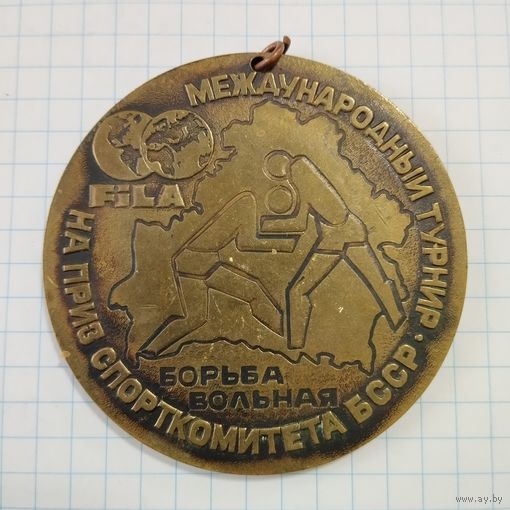 МЕЖДУНАРОДНЫЙ ТУРНИР •
НА ПРИЗ СПОРТКОМИТЕТА БССР
FiLA
БОРЬБА
ВОЛЬНАЯ
www.ay.by